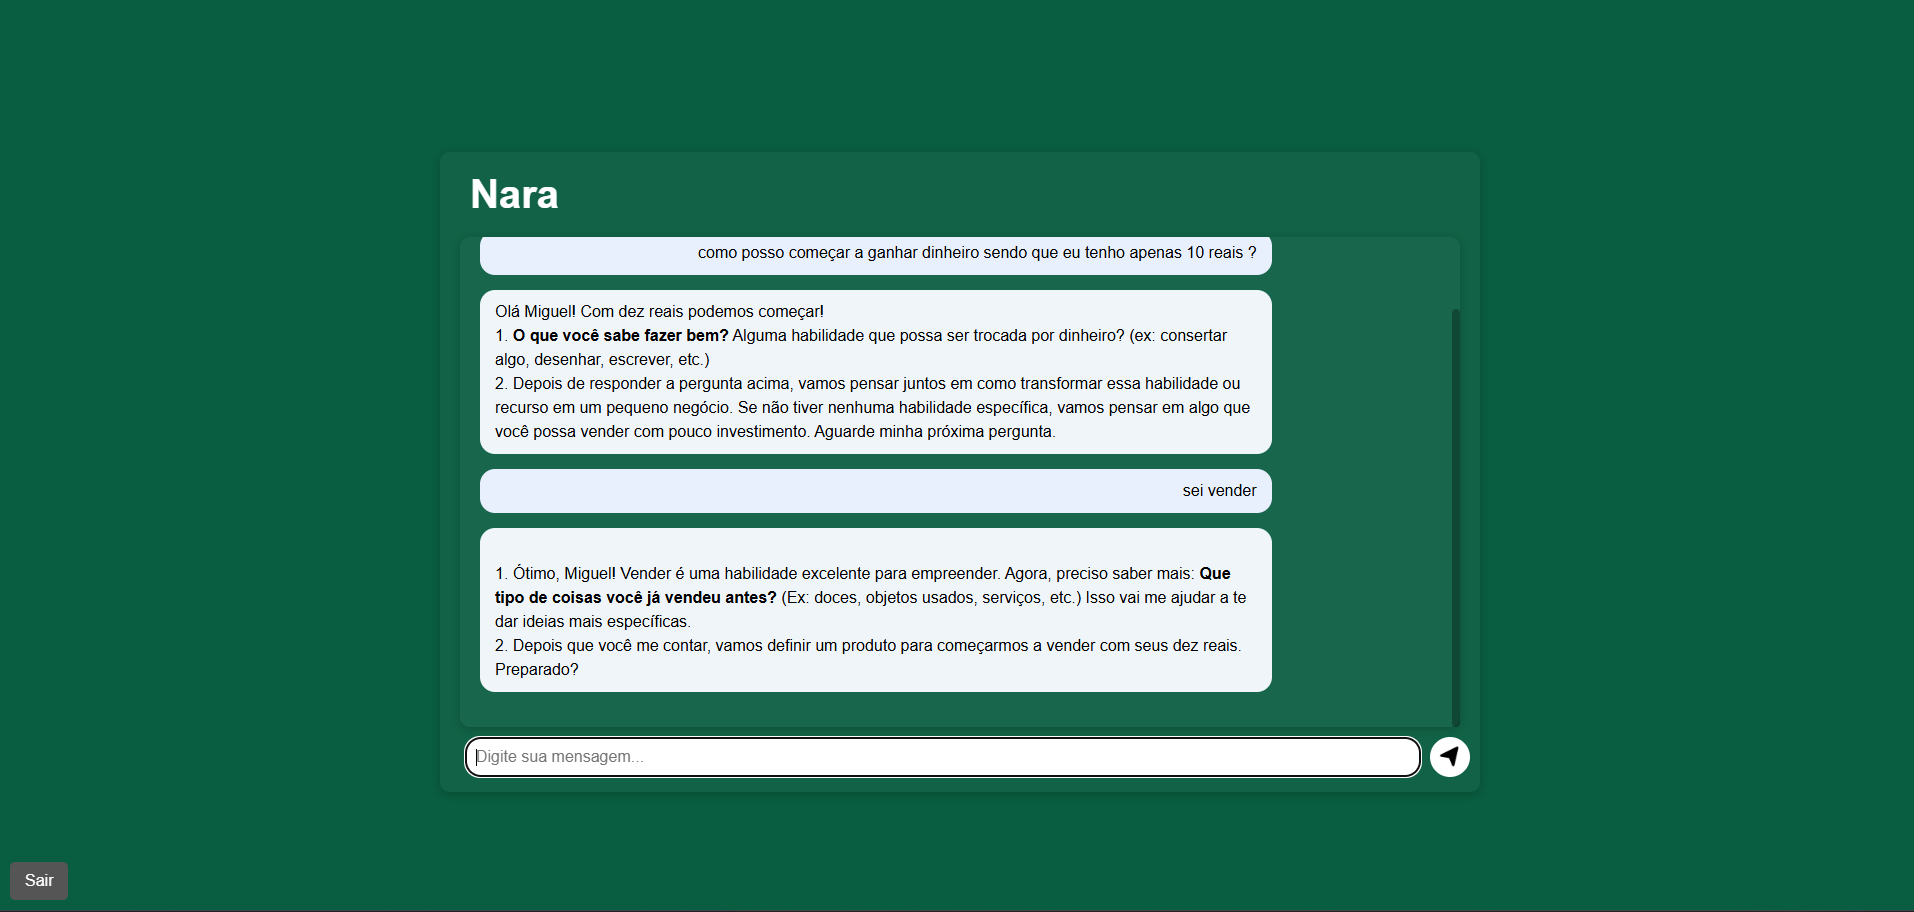 Nara
como posso começar a ganhar dinheiro sendo que eu tenho apenas 10 reais ?
Olá Miguel! Com dez reais podemos começar!
1. O que você sabe fazer bem? Alguma habilidade que possa ser trocada por dinheiro? (ex: consertar
algo, desenhar, escrever, etc.)
2. Depois de responder a pergunta acima, vamos pensar juntos em como transformar essa habilidade ou
recurso em um pequeno negócio. Se não tiver nenhuma habilidade específica, vamos pensar em algo que
você possa vender com pouco investimento. Aguarde minha próxima pergunta.
sei vender
1. Ótimo, Miguel! Vender é uma habilidade excelente para empreender. Agora, preciso saber mais: Que
tipo de coisas você já vendeu antes? (Ex: doces, objetos usados, serviços, etc.) Isso vai me ajudar a te
dar ideias mais específicas.
2. Depois que você me contar, vamos definir um produto para começarmos a vender com seus dez reais.
Preparado?
Digite sua mensagem...
Sair